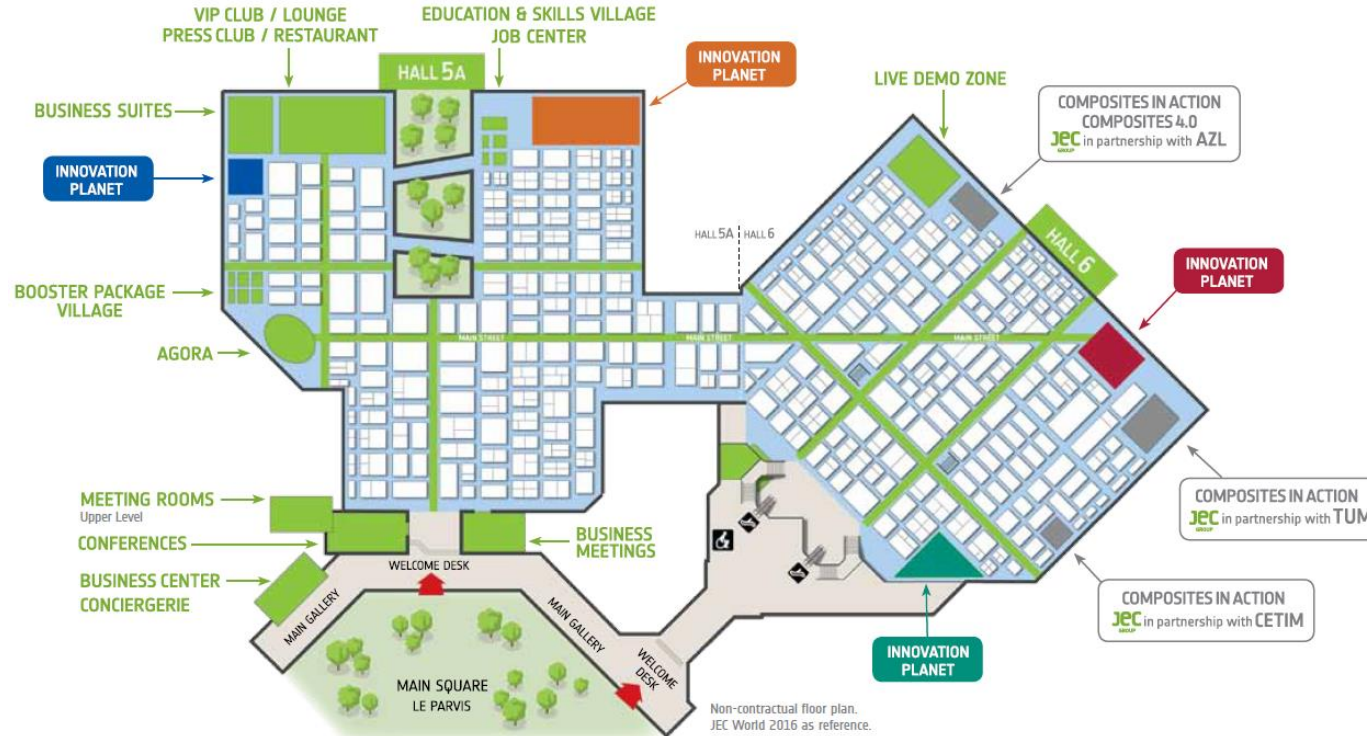 VIP CLUB / LOUNGE
PRESS CLUB / RESTAURANT
EDUCATION & SKILLS VILLAGE
JOB CENTER
HALL 5A
INNOVATION
PLANET
LIVE DEMO ZONE
COMPOSITES IN ACTION
COMPOSITES 4.0
JEC GROUP in partnership with AZL
BUSINESS SUITES
INNOVATION
PLANET
HALL 5A HALL 6
HALL 6
INNOVATION
PLANET
BOOSTER PACKAGE
VILLAGE
AGORA
MAIN STREET
MAIN STREET
MAIN STREET
MEETING ROOMS
Upper Level
CONFERENCES
BUSINESS
MEETINGS
COMPOSITES IN ACTION
JEC GROUP in partnership with TUM
BUSINESS CENTER
CONCIERGERIE
WELCOME DESK
MAIN GALLERY
MAIN GALLERY
WELCOME
DESK
COMPOSITES IN ACTION
JEC GROUP in partnership with CETIM
INNOVATION
PLANET
MAIN SQUARE
LE PARVIS
Non-contractual floor plan.
JEC World 2016 as reference.